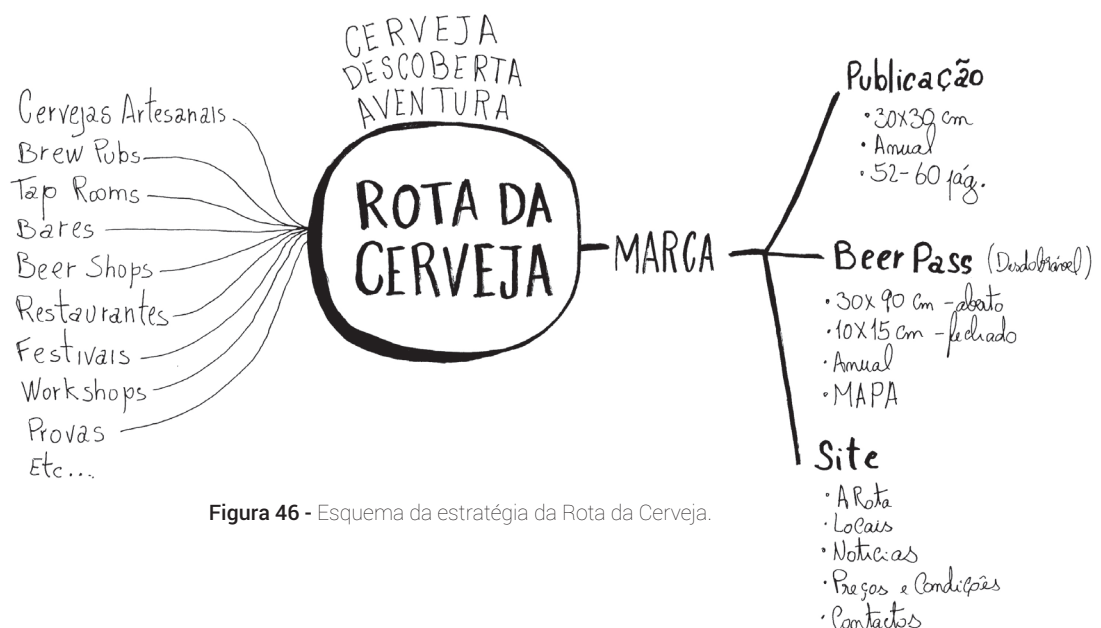 CERVEJA
DESCOBERTA
AVENTURA
Cervejas Artesanais
Brew Pubs
Tap Rooms
Bares
Beer Shops
Restaurantes
Festivais
Workshops
Provas
Etc...
ROTA DA
CERVEJA
MARCA
Publicação
• 30x30 cm
• Anual
• 52-60 pág.
Beer Pass (Desdobrável)
• 30x90 cm - aberto
• 10x15 cm - fechado
• Anual
• MAPA
Site
• A Rota
• Locais
• Noticias
• Preços e Condições
• Contactos
Figura 46 - Esquema da estratégia da Rota da Cerveja.